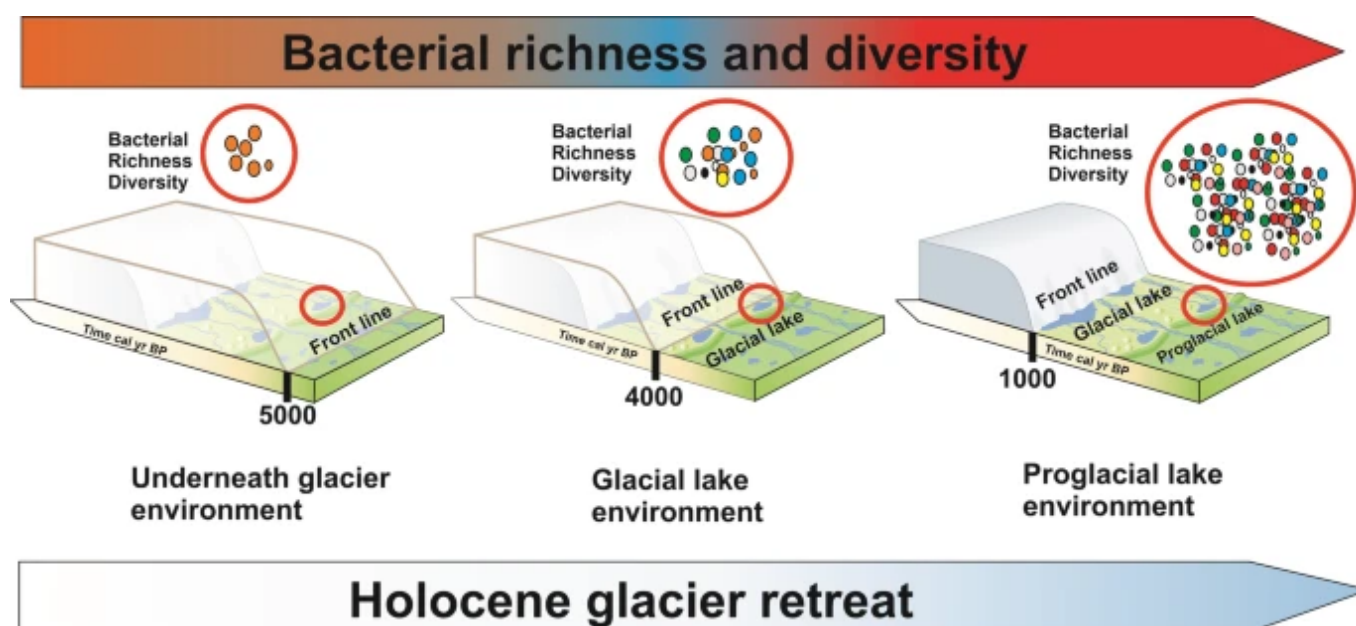 Bacterial richness and diversity
Bacterial
Richness
Diversity
Front line
Time cal yr BP
5000
Underneath glacier
environment
Bacterial
Richness
Diversity
Front line
Glacial lake
Time cal yr BP
4000
Glacial lake
environment
Bacterial
Richness
Diversity
Front line
Glacial lake
Proglacial lake
Time cal yr BP
1000
Proglacial lake
environment
Holocene glacier retreat